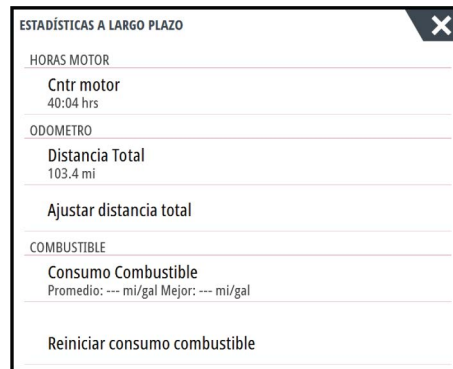 ESTADÍSTICAS A LARGO PLAZO
HORAS MOTOR
Cntr motor
40:04 hrs
ODOMETRO
Distancia Total
103.4 mi
Ajustar distancia total
COMBUSTIBLE
Consumo Combustible
Promedio: --- mi/gal Mejor: --- mi/gal
Reiniciar consumo combustible